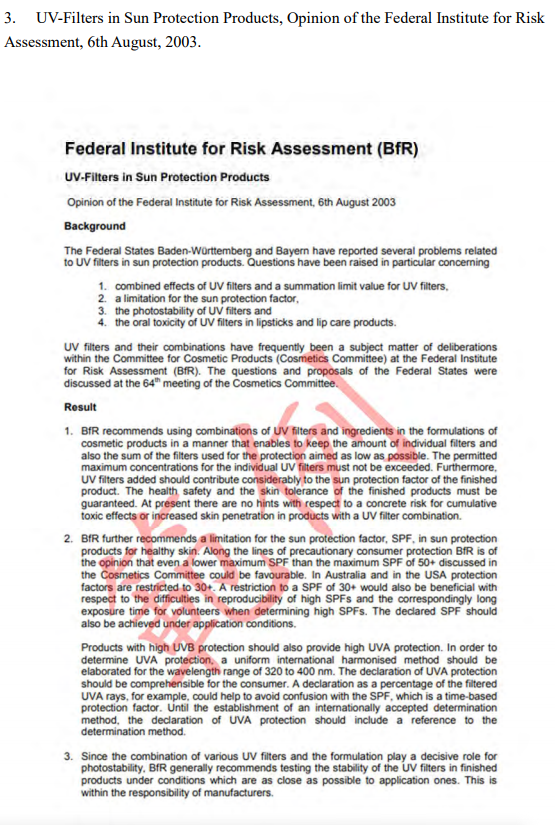 3. UV-Filters in Sun Protection Products, Opinion of the Federal Institute for Risk
Assessment, 6th August, 2003.
Federal Institute for Risk Assessment (BfR)
UV-Filters in Sun Protection Products
Opinion of the Federal Institute for Risk Assessment, 6th August 2003
Background
The Federal States Baden-Württemberg and Bayern have reported several problems related
to UV filters in sun protection products. Questions have been raised in particular concerning
1. combined effects of UV filters and a summation limit value for UV filters,
2. a limitation for the sun protection factor,
3. the photostability of UV filters and
4. the oral toxicity of UV filters in lipsticks and lip care products.
UV filters and their combinations have frequently been a subject matter of deliberations
within the Committee for Cosmetic Products (Cosmetics Committee) at the Federal Institute
for Risk Assessment (BfR). The questions and proposals of the Federal States were
discussed at the 64th meeting of the Cosmetics Committee.
Result
1. BfR recommends using combinations of UV filters and ingredients in the formulations of
cosmetic products in a manner that enables to keep the amount of individual filters and
also the sum of the filters used for the protection aimed as low as possible. The permitted
maximum concentrations for the individual UV filters must not be exceeded. Furthermore,
UV filters added should contribute considerably to the sun protection factor of the finished
product. The health safety and the skin tolerance of the finished products must be
guaranteed. At present there are no hints with respect to a concrete risk for cumulative
toxic effects or increased skin penetration in products with a UV filter combination.
2. BfR further recommends a limitation for the sun protection factor, SPF, in sun protection
products for healthy skin. Along the lines of precautionary consumer protection BfR is of
the opinion that even a lower maximum SPF than the maximum SPF of 50+ discussed in
the Cosmetics Committee could be favourable. In Australia and in the USA protection
factors are restricted to 30+. A restriction to a SPF of 30+ would also be beneficial with
respect to the difficulties in reproducibility of high SPFs and the correspondingly long
exposure time for volunteers when determining high SPFs. The declared SPF should
also be achieved under application conditions.
Products with high UVB protection should also provide high UVA protection. In order to
determine UVA protection, a uniform international harmonised method should be
elaborated for the wavelength range of 320 to 400 nm. The declaration of UVA protection
should be comprehensible for the consumer. A declaration as a percentage of the filtered
UVA rays, for example, could help to avoid confusion with the SPF, which is a time-based
protection factor. Until the establishment of an internationally accepted determination
method, the declaration of UVA protection should include a reference to the
determination method.
3. Since the combination of various UV filters and the formulation play a decisive role for
photostability, BfR generally recommends testing the stability of the UV filters in finished
products under conditions which are as close as possible to application ones. This is
within the responsibility of manufacturers.
範例